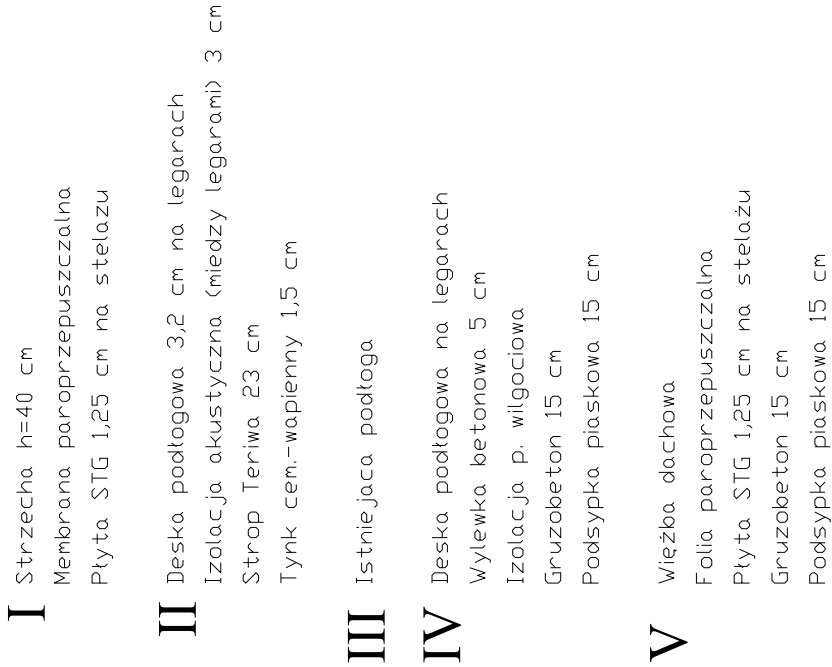 I Strzecha h=40 cm
Membrana paroprzepuszczalna
Płyta STG 1,25 cm na stelazu
II Deska podłogowa 3,2 cm na legarach
Izolacja akustyczna (miedzy legarami) 3 cm
Strop Teriwa 23 cm
Tynk cem.-wapienny 1,5 cm
III Istniejaca podłoga
IV Deska podłogowa na legarach
Wylewka betonowa 5 cm
Izolacja p. wilgociowa
Gruzobeton 15 cm
Podsypka piaskowa 15 cm
V Więżba dachowa
Folia paroprzepuszczalna
Płyta STG 1,25 cm na stelażu
Gruzobeton 15 cm
Podsypka piaskowa 15 cm